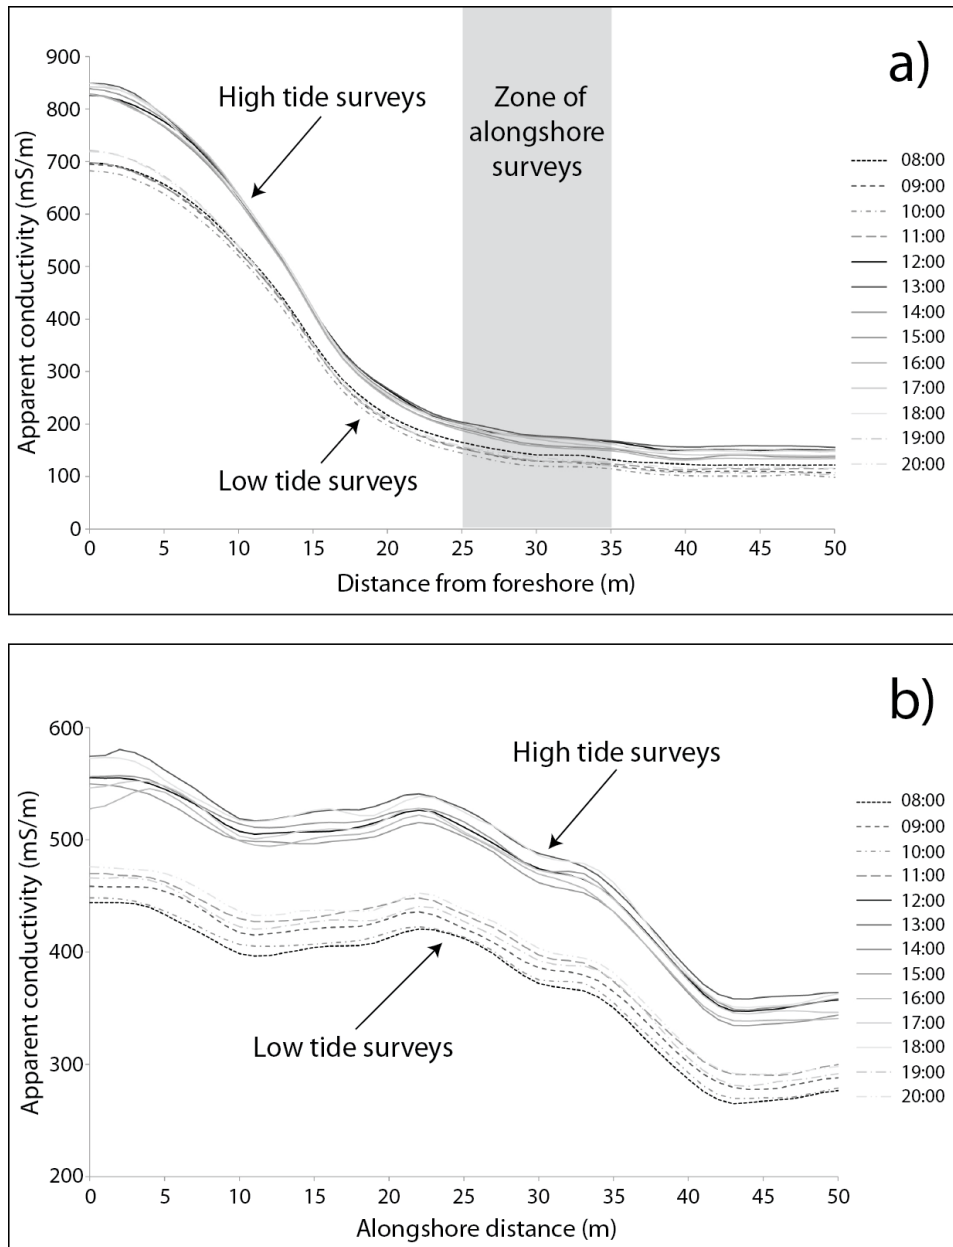 a)
900
800
700
600
500
400
300
200
100
0
Apparent conductivity (mS/m)
High tide surveys
Zone of
alongshore
surveys
Low tide surveys
0 5 10 15 20 25 30 35 40 45 50
Distance from foreshore (m)
08:00
09:00
10:00
11:00
12:00
13:00
14:00
15:00
16:00
17:00
18:00
19:00
20:00
b)
600
500
400
300
200
Apparent conductivity (mS/m)
High tide surveys
Low tide surveys
0 5 10 15 20 25 30 35 40 45 50
Alongshore distance (m)
08:00
09:00
10:00
11:00
12:00
13:00
14:00
15:00
16:00
17:00
18:00
19:00
20:00